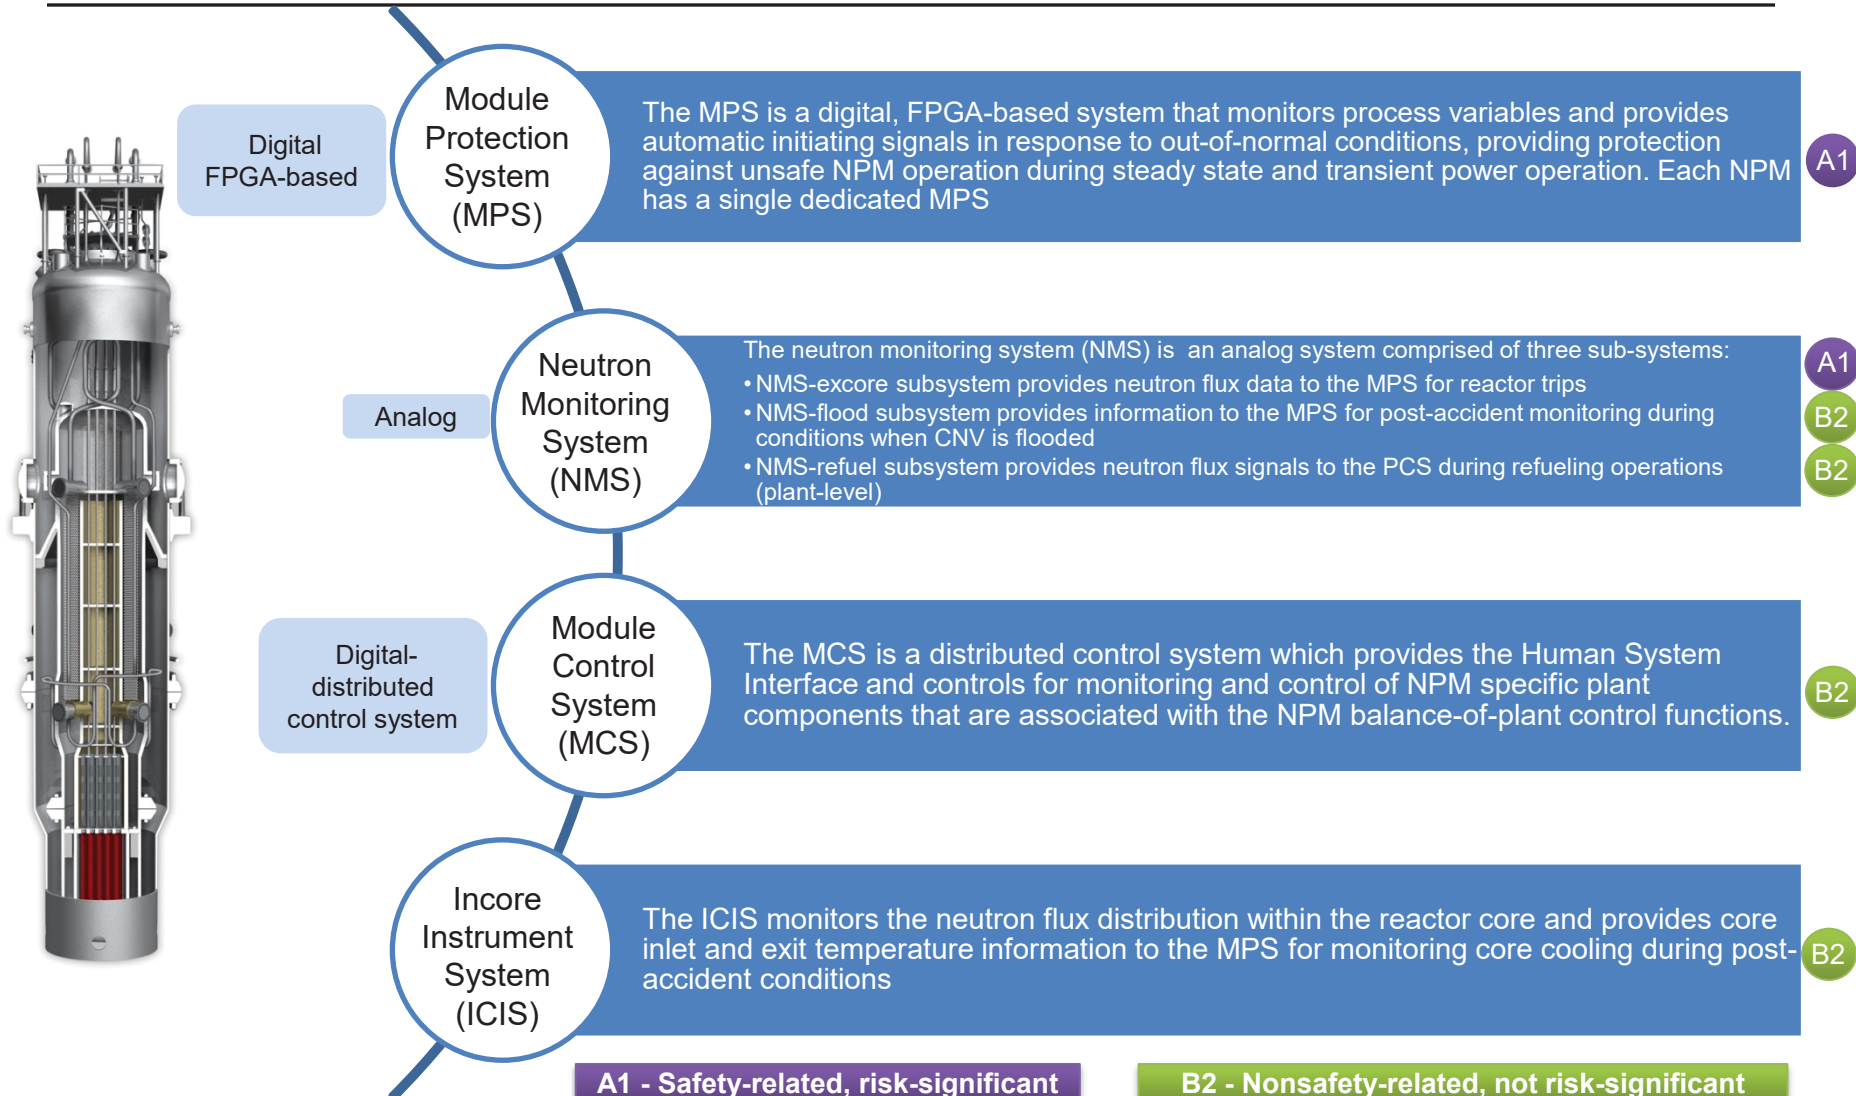 Digital
FPGA-based
Module
Protection
System
(MPS)
The MPS is a digital, FPGA-based system that monitors process variables and provides
automatic initiating signals in response to out-of-normal conditions, providing protection
against unsafe NPM operation during steady state and transient power operation. Each NPM
has a single dedicated MPS
A1
Analog
Neutron
Monitoring
System
(NMS)
The neutron monitoring system (NMS) is  an analog system comprised of three sub-systems:
• NMS-excore subsystem provides neutron flux data to the MPS for reactor trips
• NMS-flood subsystem provides information to the MPS for post-accident monitoring during
conditions when CNV is flooded
• NMS-refuel subsystem provides neutron flux signals to the PCS during refueling operations
(plant-level)
A1
B2
B2
Digital-
distributed
control system
Module
Control
System
(MCS)
The MCS is a distributed control system which provides the Human System
Interface and controls for monitoring and control of NPM specific plant
components that are associated with the NPM balance-of-plant control functions.
B2
Incore
Instrument
System
(ICIS)
The ICIS monitors the neutron flux distribution within the reactor core and provides core
inlet and exit temperature information to the MPS for monitoring core cooling during post-
accident conditions
B2
A1 - Safety-related, risk-significant
B2 - Nonsafety-related, not risk-significant